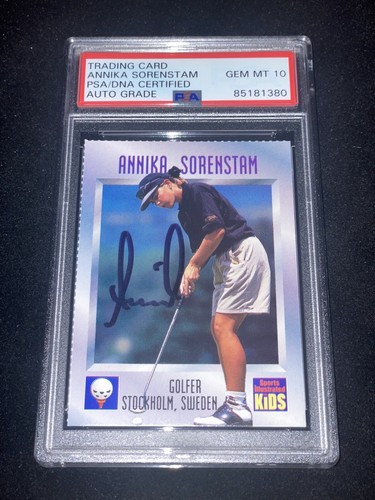 TRADING CARD
ANNIKA SORENSTAM
PSA/DNA CERTIFIED
AUTO GRADE
GEM MT 10
85181380
PSA
ANNIKA SORENSTAM
GOLFER
STOCKHOLM, SWEDEN
Sports
Illustrated
KIDS